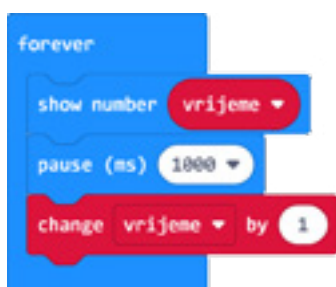 forever
show number vrijeme
pause (ms) 1000
change vrijeme by 1